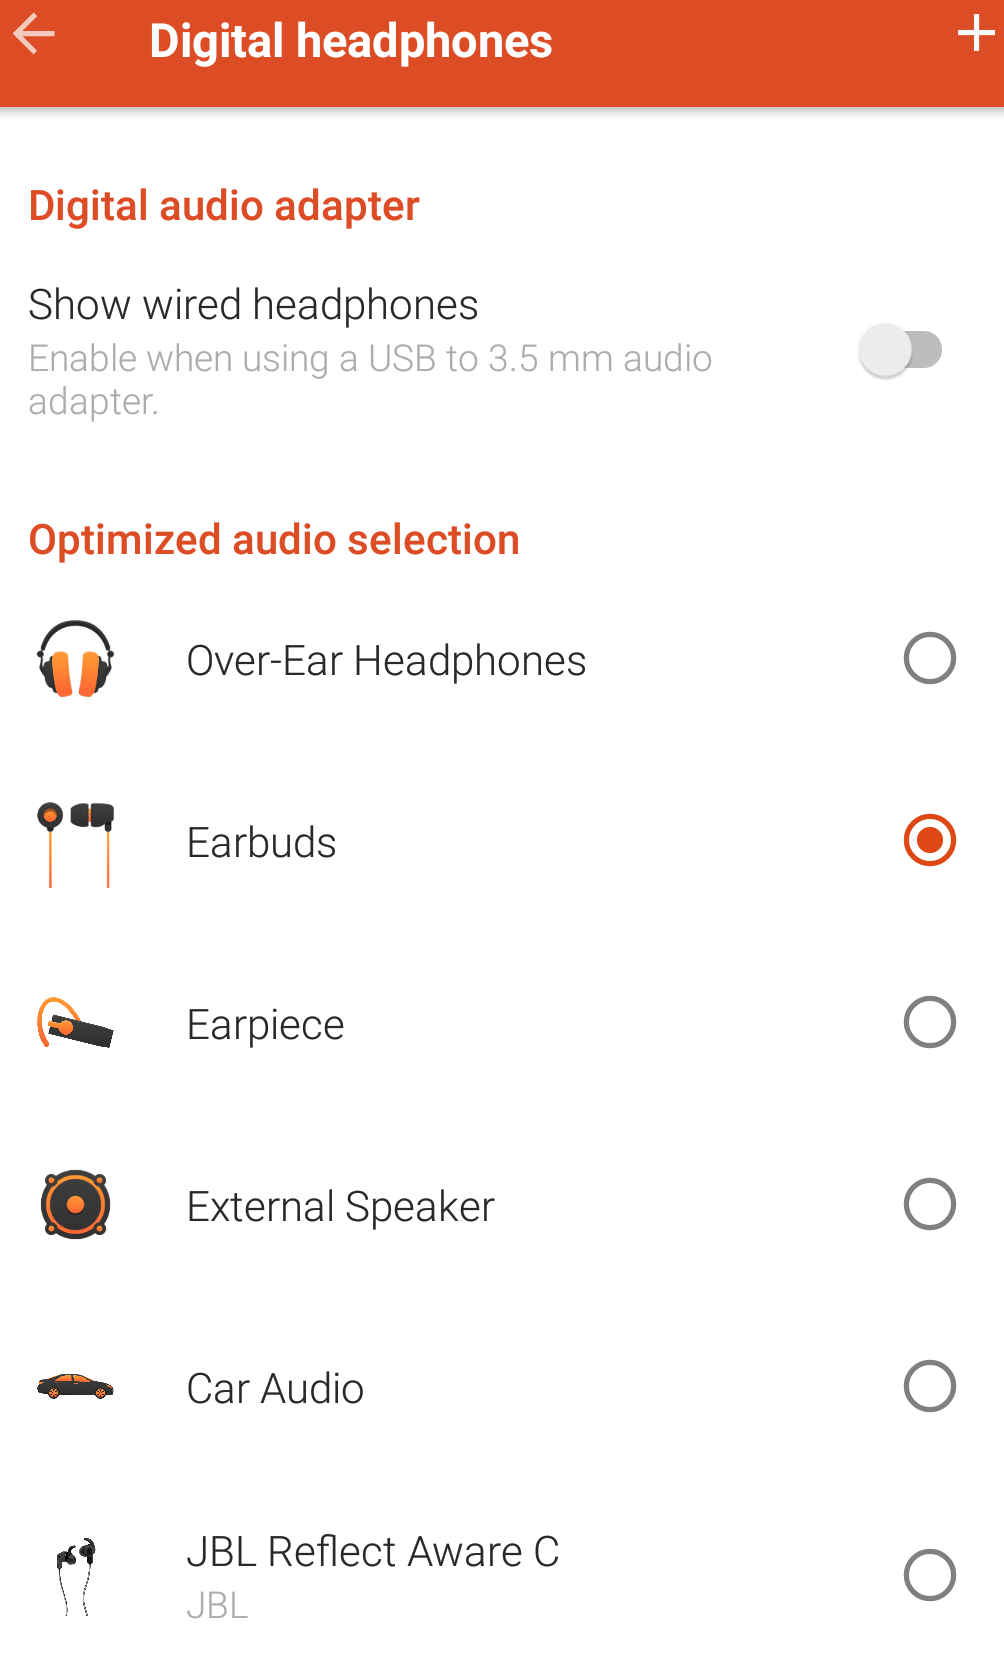 Digital headphones
Digital audio adapter
Show wired headphones
Enable when using a USB to 3.5 mm audio
adapter.
Optimized audio selection
Over-Ear Headphones
Earbuds
Earpiece
External Speaker
Car Audio
JBL Reflect Aware C
JBL